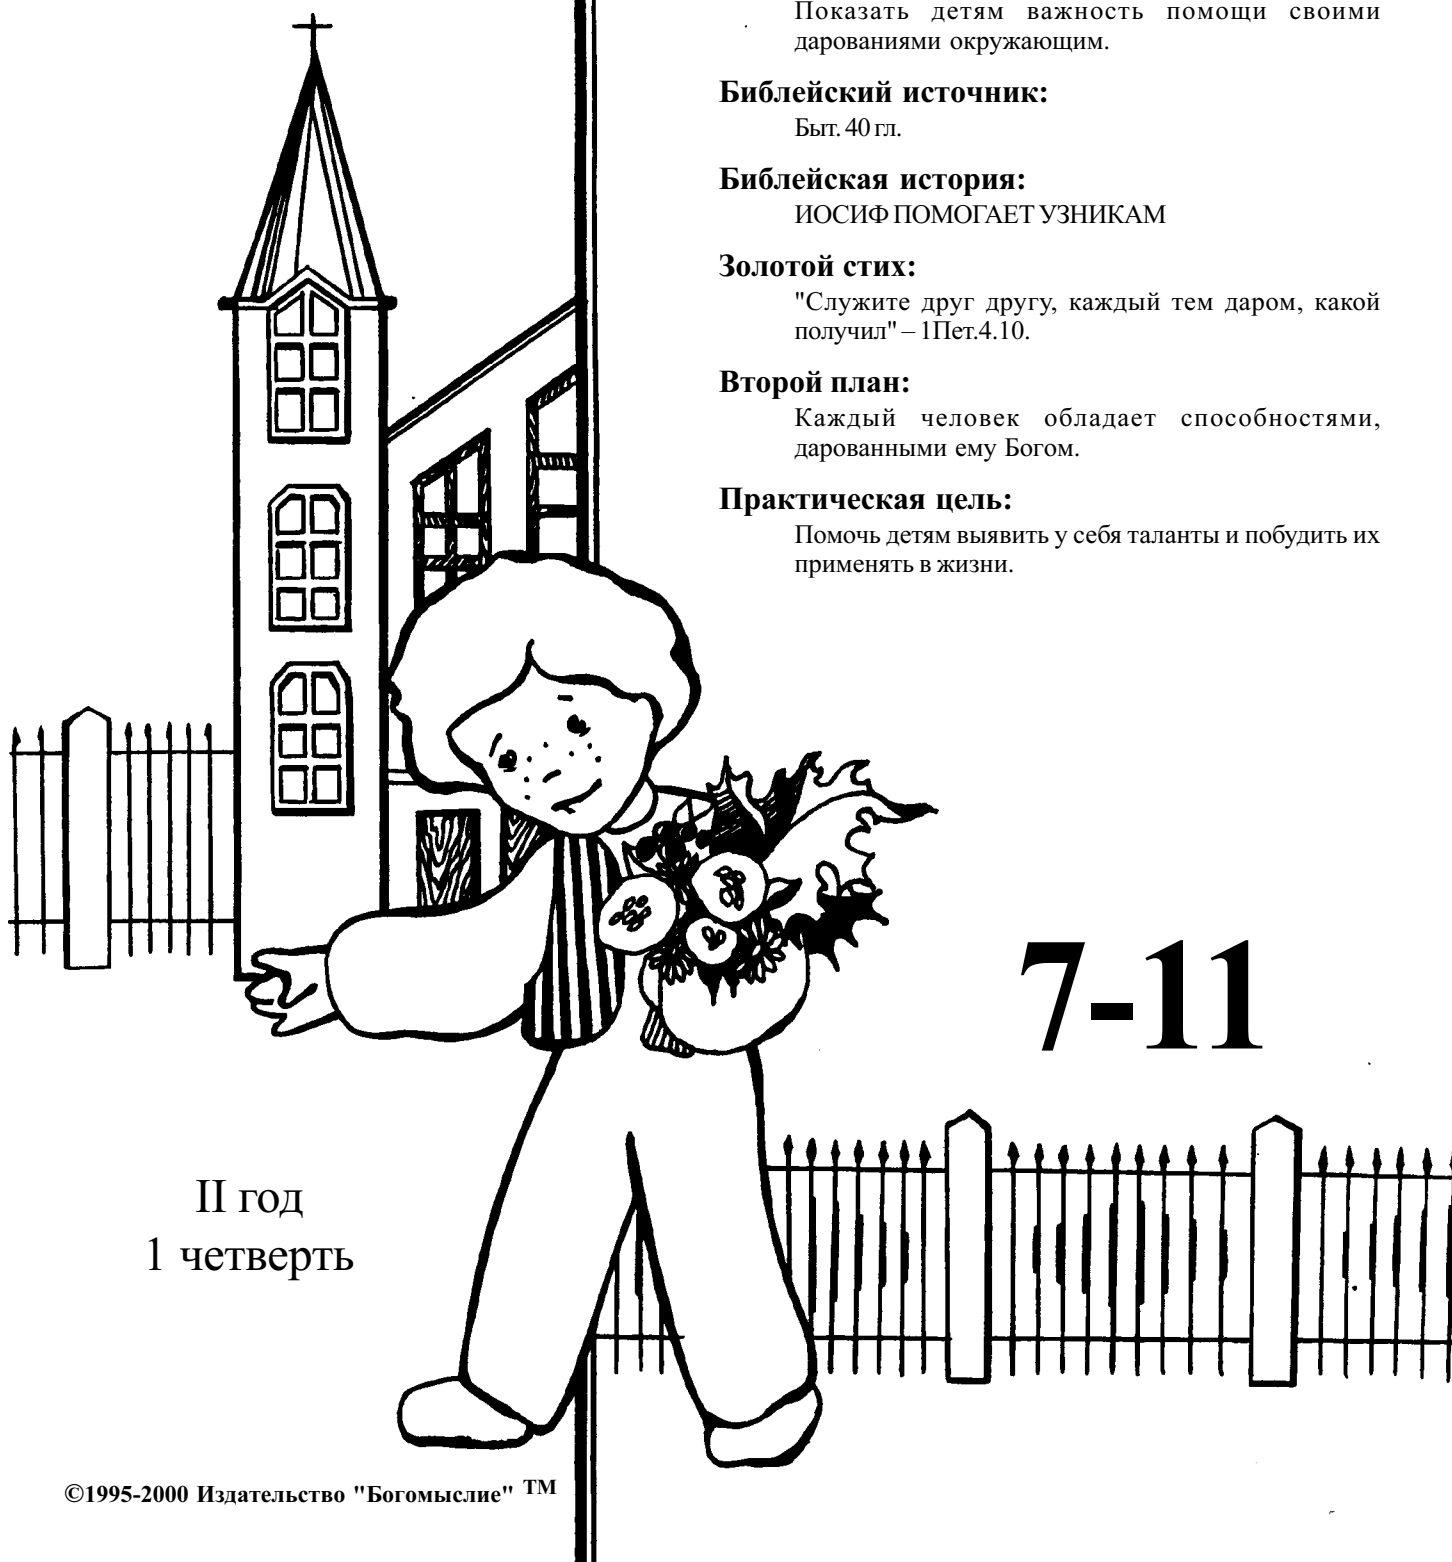 Показать детям важность помощи своими
дарованиями окружающим.
Библейский источник:
Быт. 40 гл.
Библейская история:
ИОСИФ ПОМОГАЕТ УЗНИКАМ
Золотой стих:
"Служите друг другу, каждый тем даром, какой
получил" – 1Пет.4.10.
Второй план:
Каждый человек обладает способностями,
дарованными ему Богом.
Практическая цель:
Помочь детям выявить у себя таланты и побудить их
применять в жизни.
7-11
II год
1 четверть
©1995-2000 Издательство "Богомыслие" ТМ